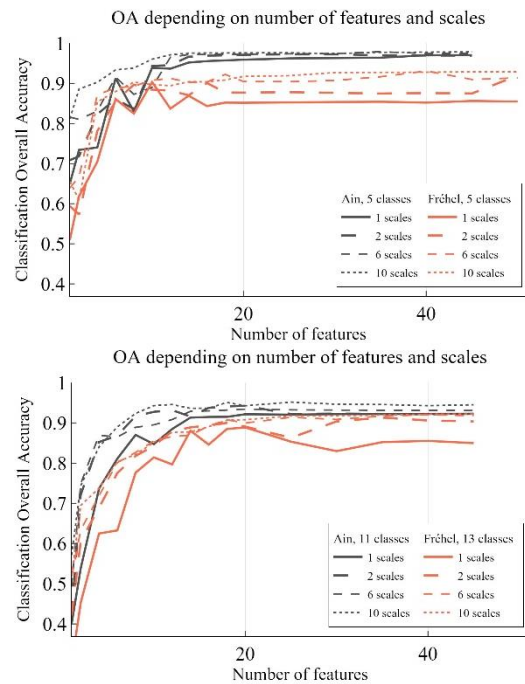 OA depending on number of features and scales
Classification Overall Accuracy
1
0.9
0.8
0.7
0.6
0.5
0.4
Ain, 5 classes Fréhel, 5 classes
1 scales 1 scales
2 scales 2 scales
6 scales 6 scales
10 scales 10 scales
20 40
Number of features
OA depending on number of features and scales
Classification Overall Accuracy
1
0.9
0.8
0.7
0.6
0.5
0.4
Ain, 11 classes Fréhel, 13 classes
1 scales 1 scales
2 scales 2 scales
6 scales 6 scales
10 scales 10 scales
20 40
Number of features